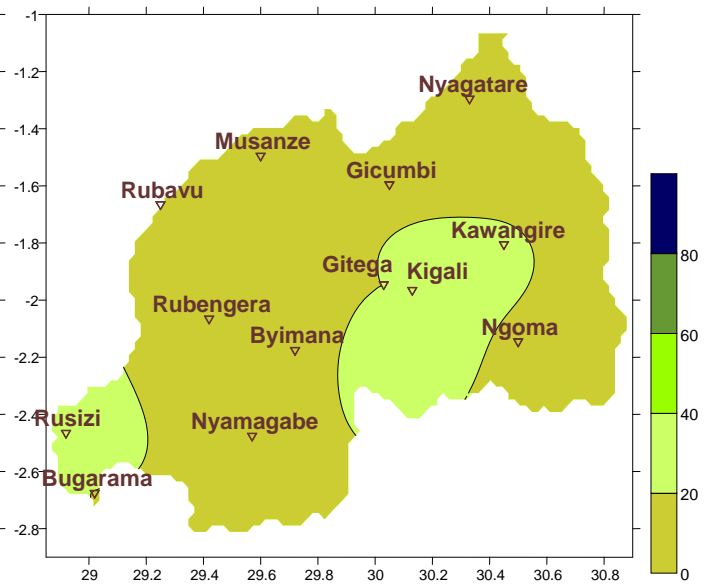 -1
-1.2
Nyagatare
-1.4
Musanze
Gicumbi
-1.6
Rubavu
-1.8
Kawangire
Gitega
Kigali
80
-2
Rubengera
Byimana
Ngoma
60
-2.2
-2.4
Rusizi
Nyamagabe
40
-2.6
Bugarama
20
-2.8
0
29 29.2 29.4 29.6 29.8 30 30.2 30.4 30.6 30.8